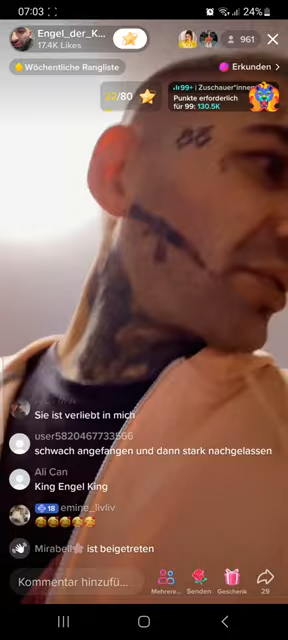 07:03
24%
Engel_der_K...
17.4K Likes
961
Wöchentliche Rangliste
Erkunden >
/80
99+ | Zuschauer*innen
Punkte erforderlich
für 99: 130.5K
Sie ist verliebt in mich
user5820467733566
schwach angefangen und dann stark nachgelassen
Ali Can
King Engel King
18 emine_livliv
Mirabell ist beigetreten
Kommentar hinzufü...
Mehrere...
Senden
Geschenk
29